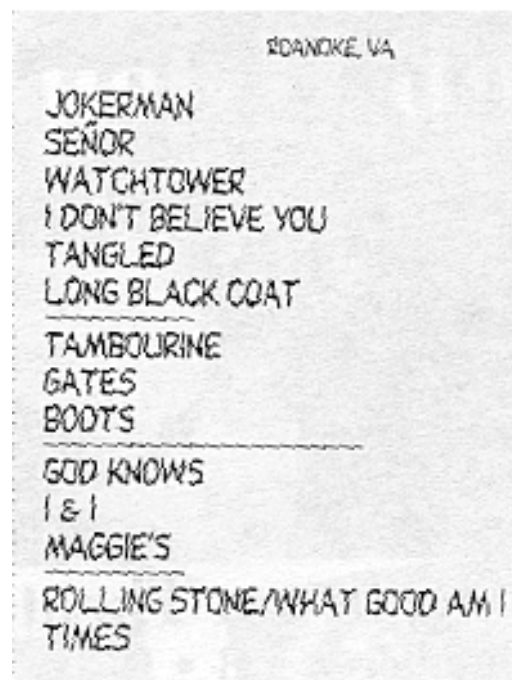 ROANOKE, VA
JOKERMAN
SEÑOR
WATCHTOWER
I DON'T BELIEVE YOU
TANGLED
LONG BLACK COAT
TAMBOURINE
GATES
BOOTS
GOD KNOWS
I & I
MAGGIE'S
ROLLING STONE/WHAT GOOD AM I
TIMES